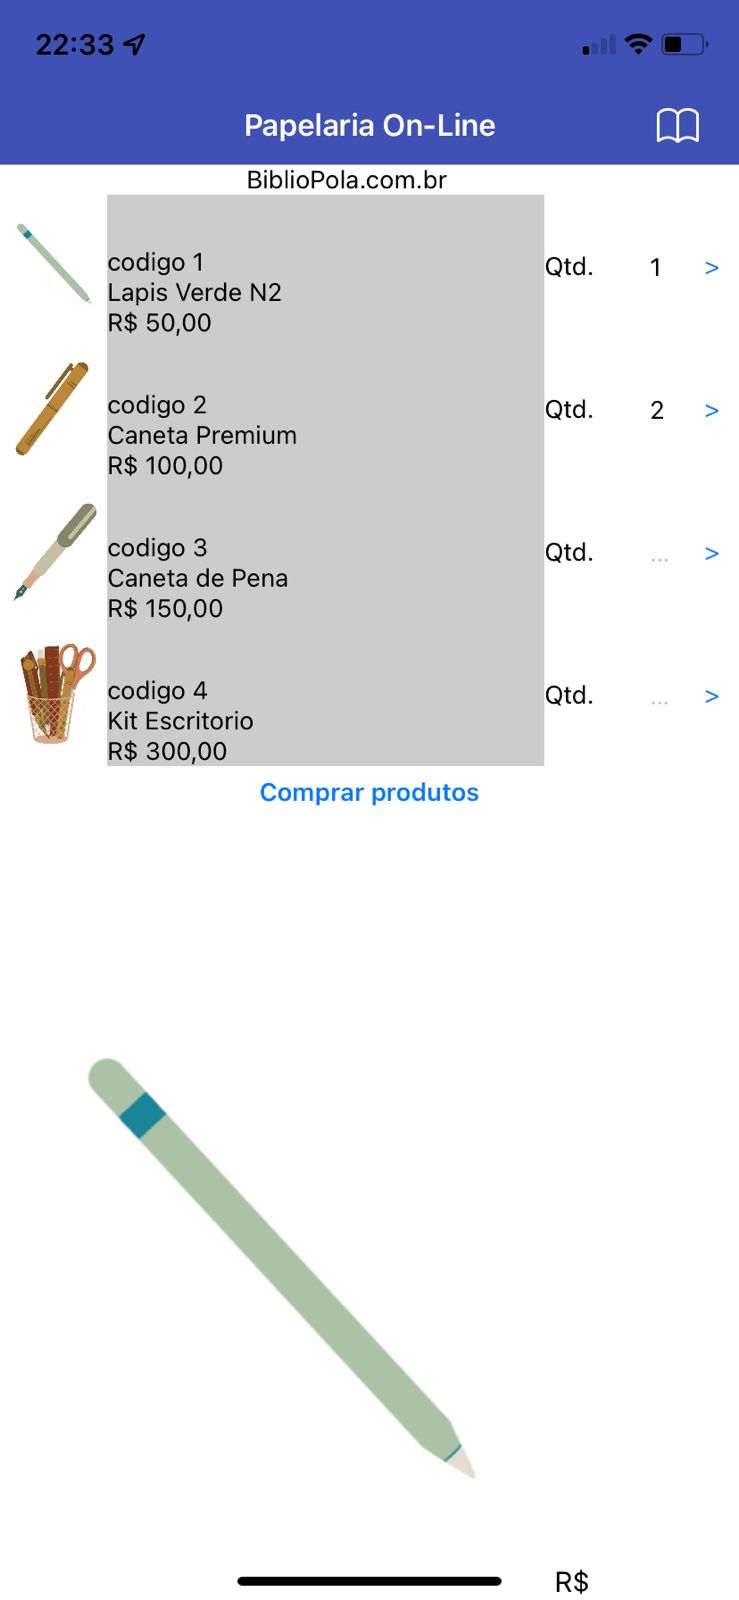 22:33
Papelaria On-Line
BiblioPola.com.br
codigo 1
Lapis Verde N2
R$ 50,00
Qtd. 1 >
codigo 2
Caneta Premium
R$ 100,00
Qtd. 2 >
codigo 3
Caneta de Pena
R$ 150,00
Qtd. ... >
codigo 4
Kit Escritorio
R$ 300,00
Qtd. ... >
Comprar produtos
R$